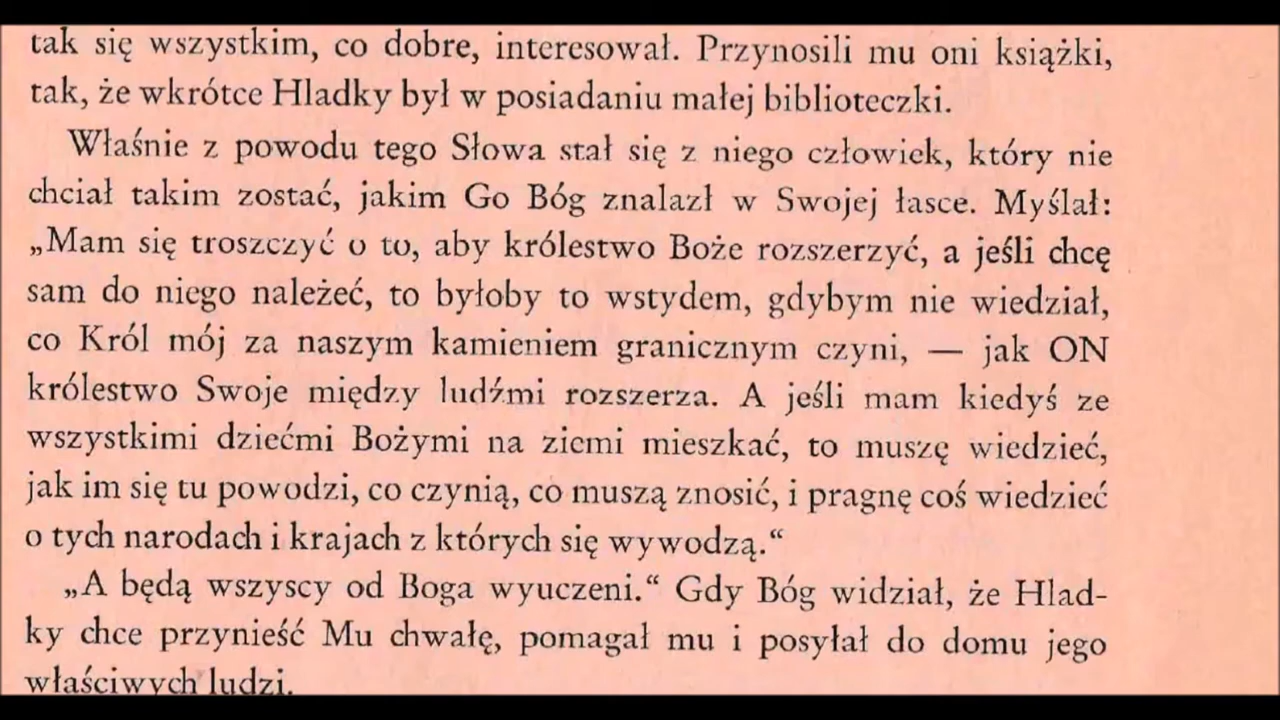 tak się wszystkim, co dobre, interesował. Przynosili mu oni książki,
tak, że wkrótce Hladky był w posiadaniu małej biblioteczki.
Właśnie z powodu tego Słowa stał się z niego człowiek, który nie
chciał takim zostać, jakim Go Bóg znalazł w Swojej łasce. Myślał:
„Mam się troszczyć o to, aby królestwo Boże rozszerzyć, a jeśli chcę
sam do niego należeć, to byłoby to wstydem, gdybym nie wiedział,
co Król mój za naszym kamieniem granicznym czyni, — jak ON
królestwo Swoje między ludźmi rozszerza. A jeśli mam kiedyś ze
wszystkimi dziećmi Bożymi na ziemi mieszkać, to muszę wiedzieć,
jak im się tu powodzi, co czynią, co muszą znosić, i pragnę coś wiedzieć
o tych narodach i krajach z których się wywodzą.“
„A będą wszyscy od Boga wyuczeni.“ Gdy Bóg widział, że Hlad-
ky chce przynieść Mu chwałę, pomagał mu i posyłał do domu jego
właściwych ludzi.